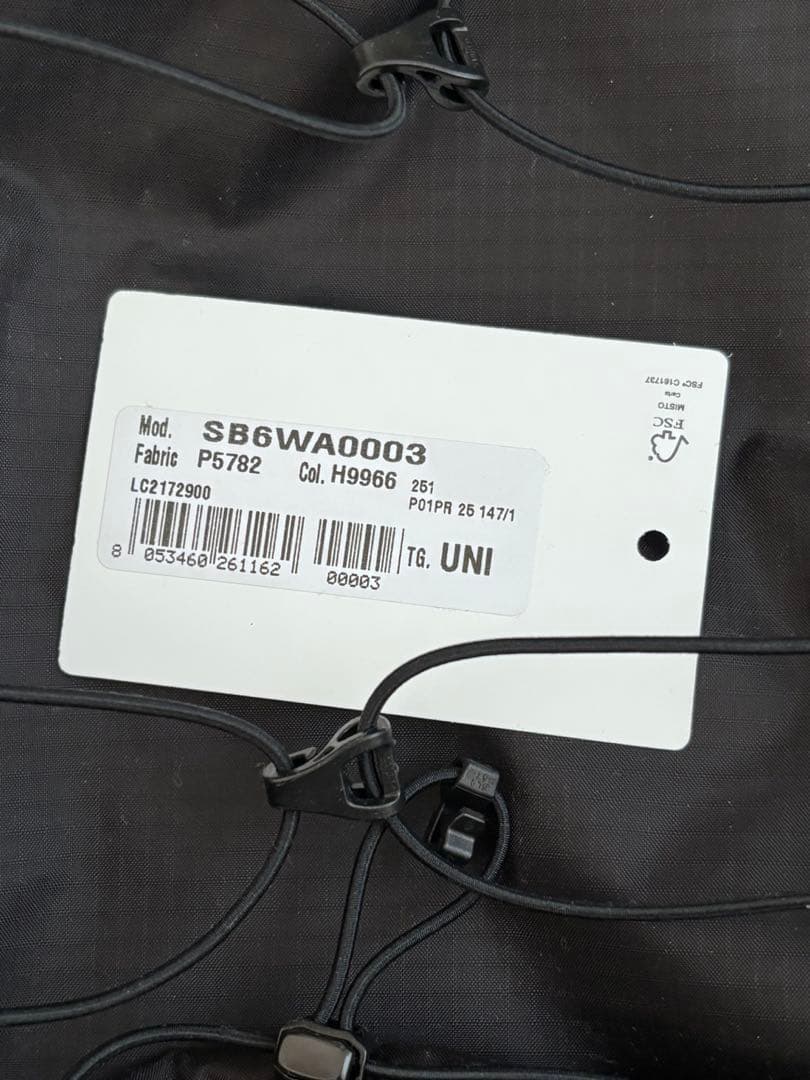 Mod. SB6WA0003
Fabric P5782 Col. H9966 251
P01PR 25 147/1
LC2172900
8 053460 261162 00003
TG. UNI
FSC
MISTO
Carta
FSC® C161737